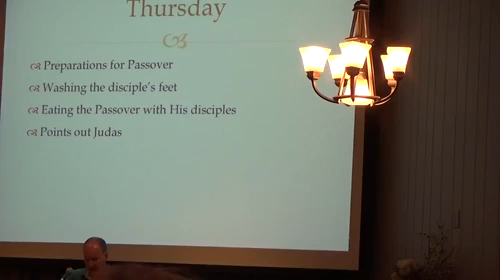 Thursday
Preparations for Passover
Washing the disciple's feet
Eating the Passover with His disciples
Points out Judas